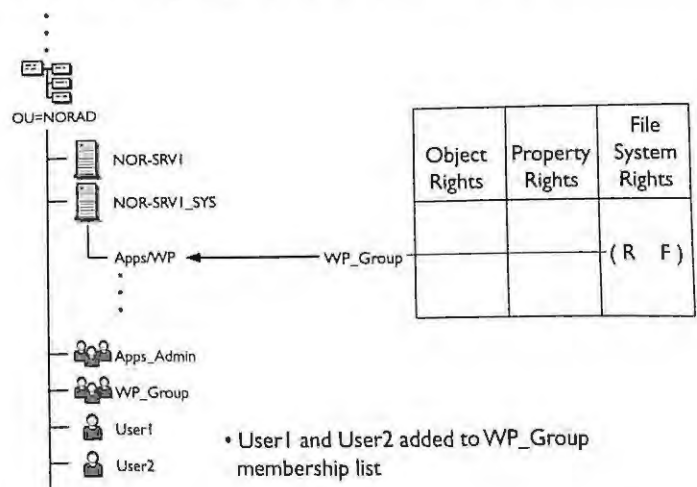 OU=NORAD
NOR-SRV1
NOR-SRV1_SYS
Apps/WP
WP_Group
Object
Rights
Property
Rights
File
System
Rights
(R F)
Apps_Admin
WP_Group
User1
User2
• User1 and User2 added to WP_Group
membership list